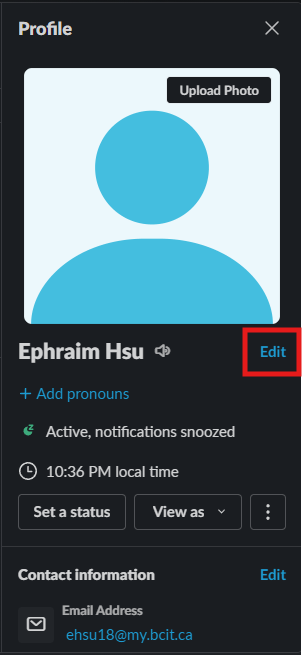 Profile
Upload Photo
Ephraim Hsu
Edit
+ Add pronouns
Active, notifications snoozed
10:36 PM local time
Set a status
View as
Contact information
Edit
Email Address
ehsu18@my.bcit.ca